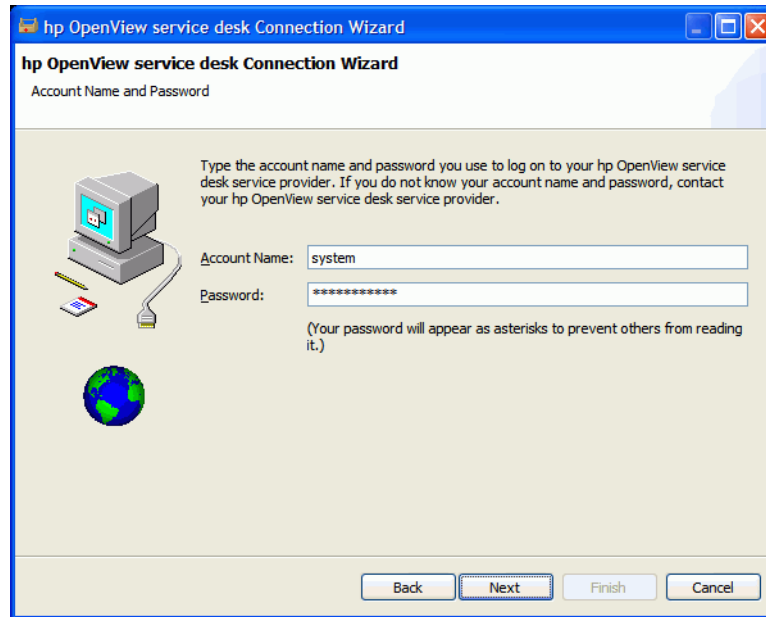 hp OpenView service desk Connection Wizard
hp OpenView service desk Connection Wizard
Account Name and Password
Type the account name and password you use to log on to your hp OpenView service
desk service provider. If you do not know your account name and password, contact
your hp OpenView service desk service provider.
Account Name: system
Password: ***********
(Your password will appear as asterisks to prevent others from reading
it.)
Back Next Finish Cancel